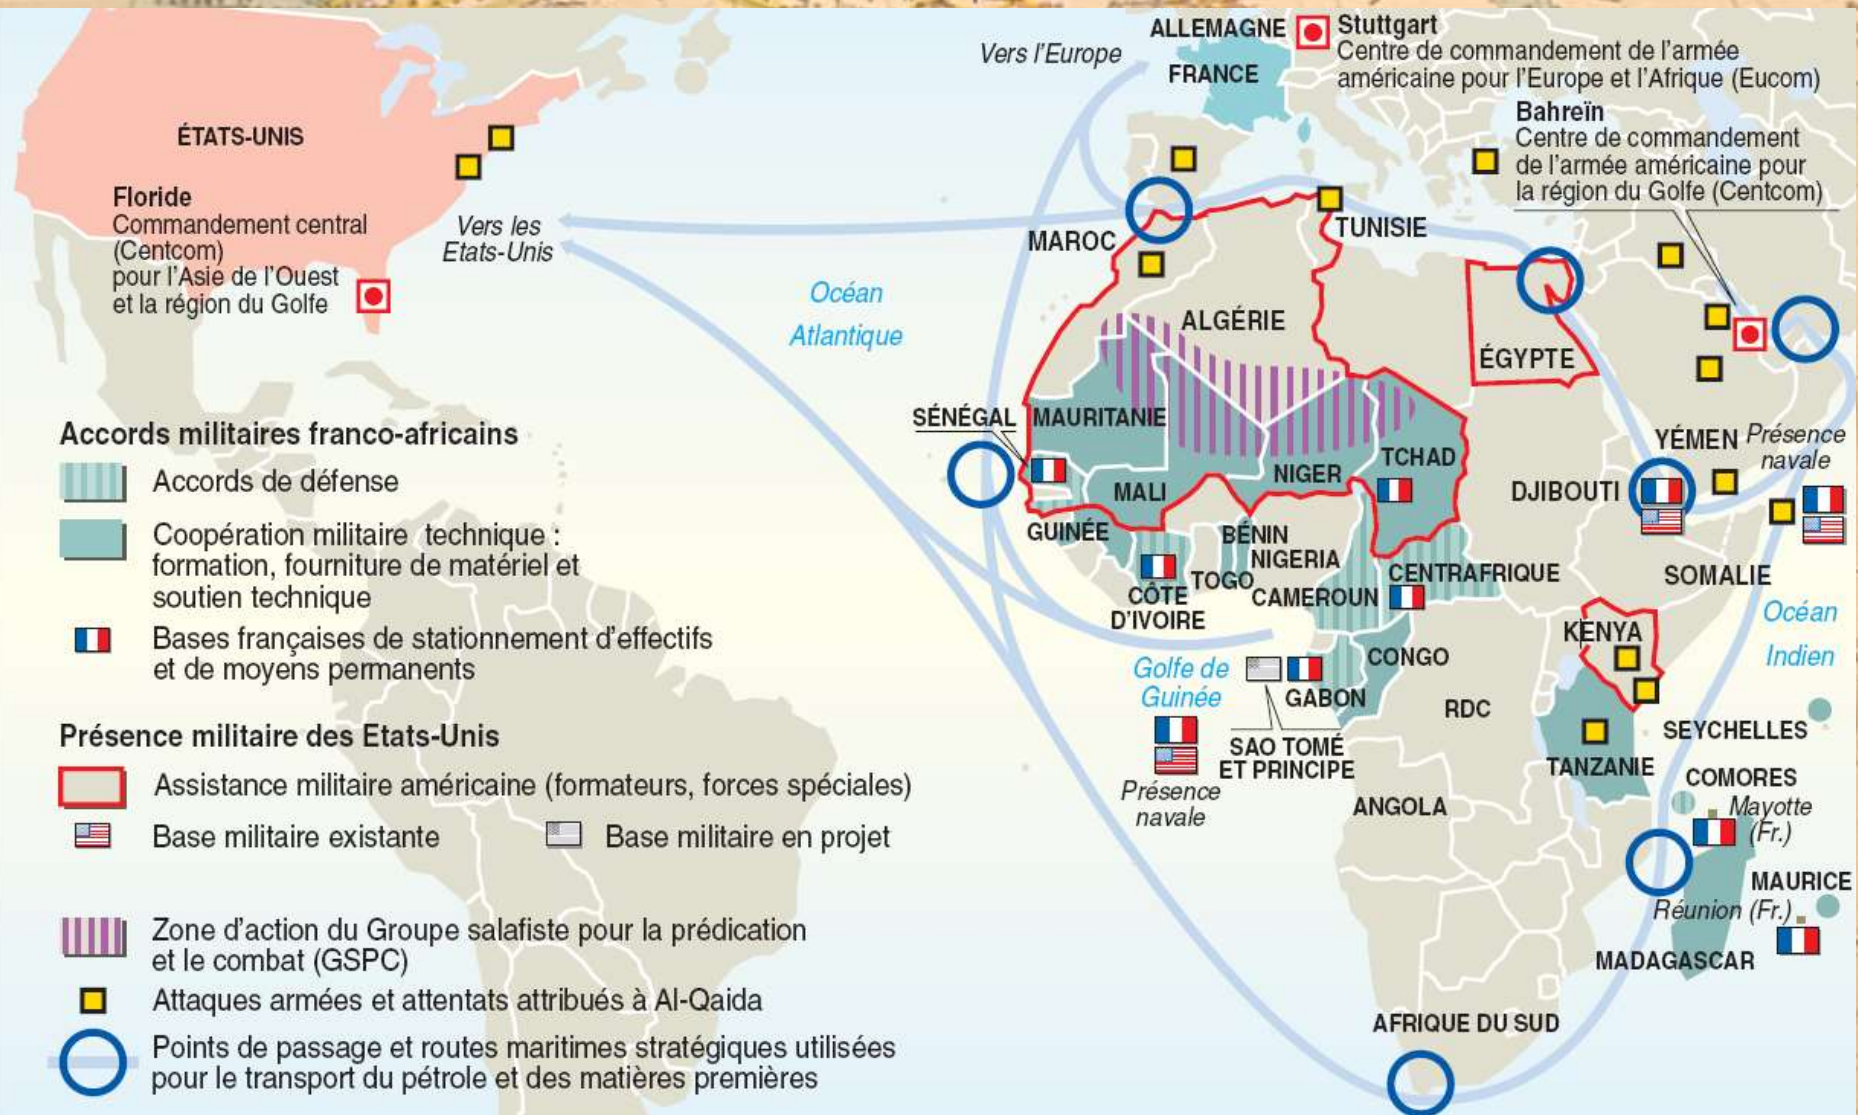 ALLEMAGNE
Stuttgart
Centre de commandement de l'armée
américaine pour l'Europe et l'Afrique (Eucom)
Vers l'Europe
FRANCE
Bahreïn
Centre de commandement
de l'armée américaine pour
la région du Golfe (Centcom)
ÉTATS-UNIS
Floride
Commandement central
(Centcom)
pour l'Asie de l'Ouest
et la région du Golfe
Vers les
Etats-Unis
Océan
Atlantique
MAROC
TUNISIE
ALGÉRIE
ÉGYPTE
SÉNÉGAL
MAURITANIE
MALI
NIGER
TCHAD
YÉMEN
Présence
navale
DJIBOUTI
GUINÉE
BÉNIN
NIGERIA
TOGO
CÔTE
D'IVOIRE
CAMEROUN
CENTRAFRIQUE
SOMALIE
Océan
Indien
KENYA
Golfe de
Guinée
CONGO
GABON
RDC
SAO TOMÉ
ET PRINCIPE
Présence
navale
SEYCHELLES
TANZANIE
COMORES
Mayotte
(Fr.)
ANGOLA
MAURICE
Réunion (Fr.)
MADAGASCAR
AFRIQUE DU SUD
Accords militaires franco-africains
Accords de défense
Coopération militaire technique :
formation, fourniture de matériel et
soutien technique
Bases françaises de stationnement d'effectifs
et de moyens permanents
Présence militaire des Etats-Unis
Assistance militaire américaine (formateurs, forces spéciales)
Base militaire existante
Base militaire en projet
Zone d'action du Groupe salafiste pour la prédication
et le combat (GSPC)
Attaques armées et attentats attribués à Al-Qaida
Points de passage et routes maritimes stratégiques utilisées
pour le transport du pétrole et des matières premières